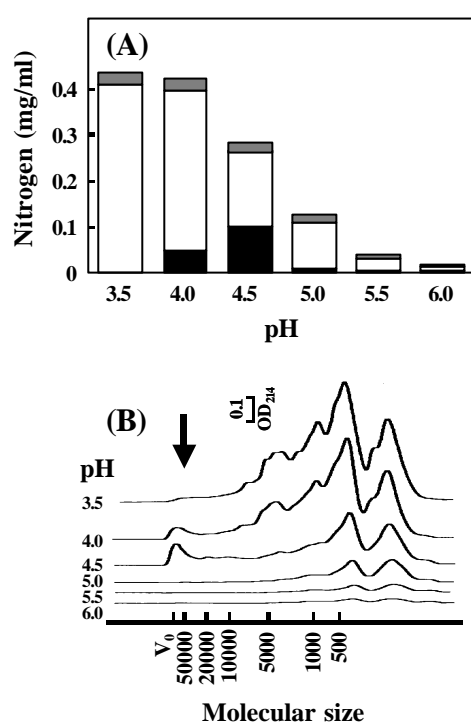 (A)
Nitrogen (mg/ml)
0.4
0.3
0.2
0.1
0
3.5 4.0 4.5 5.0 5.5 6.0
pH
(B)
0.1
OD214
pH
3.5
4.0
4.5
5.0
5.5
6.0
V0 50000 20000 10000 5000 1000 500
Molecular size